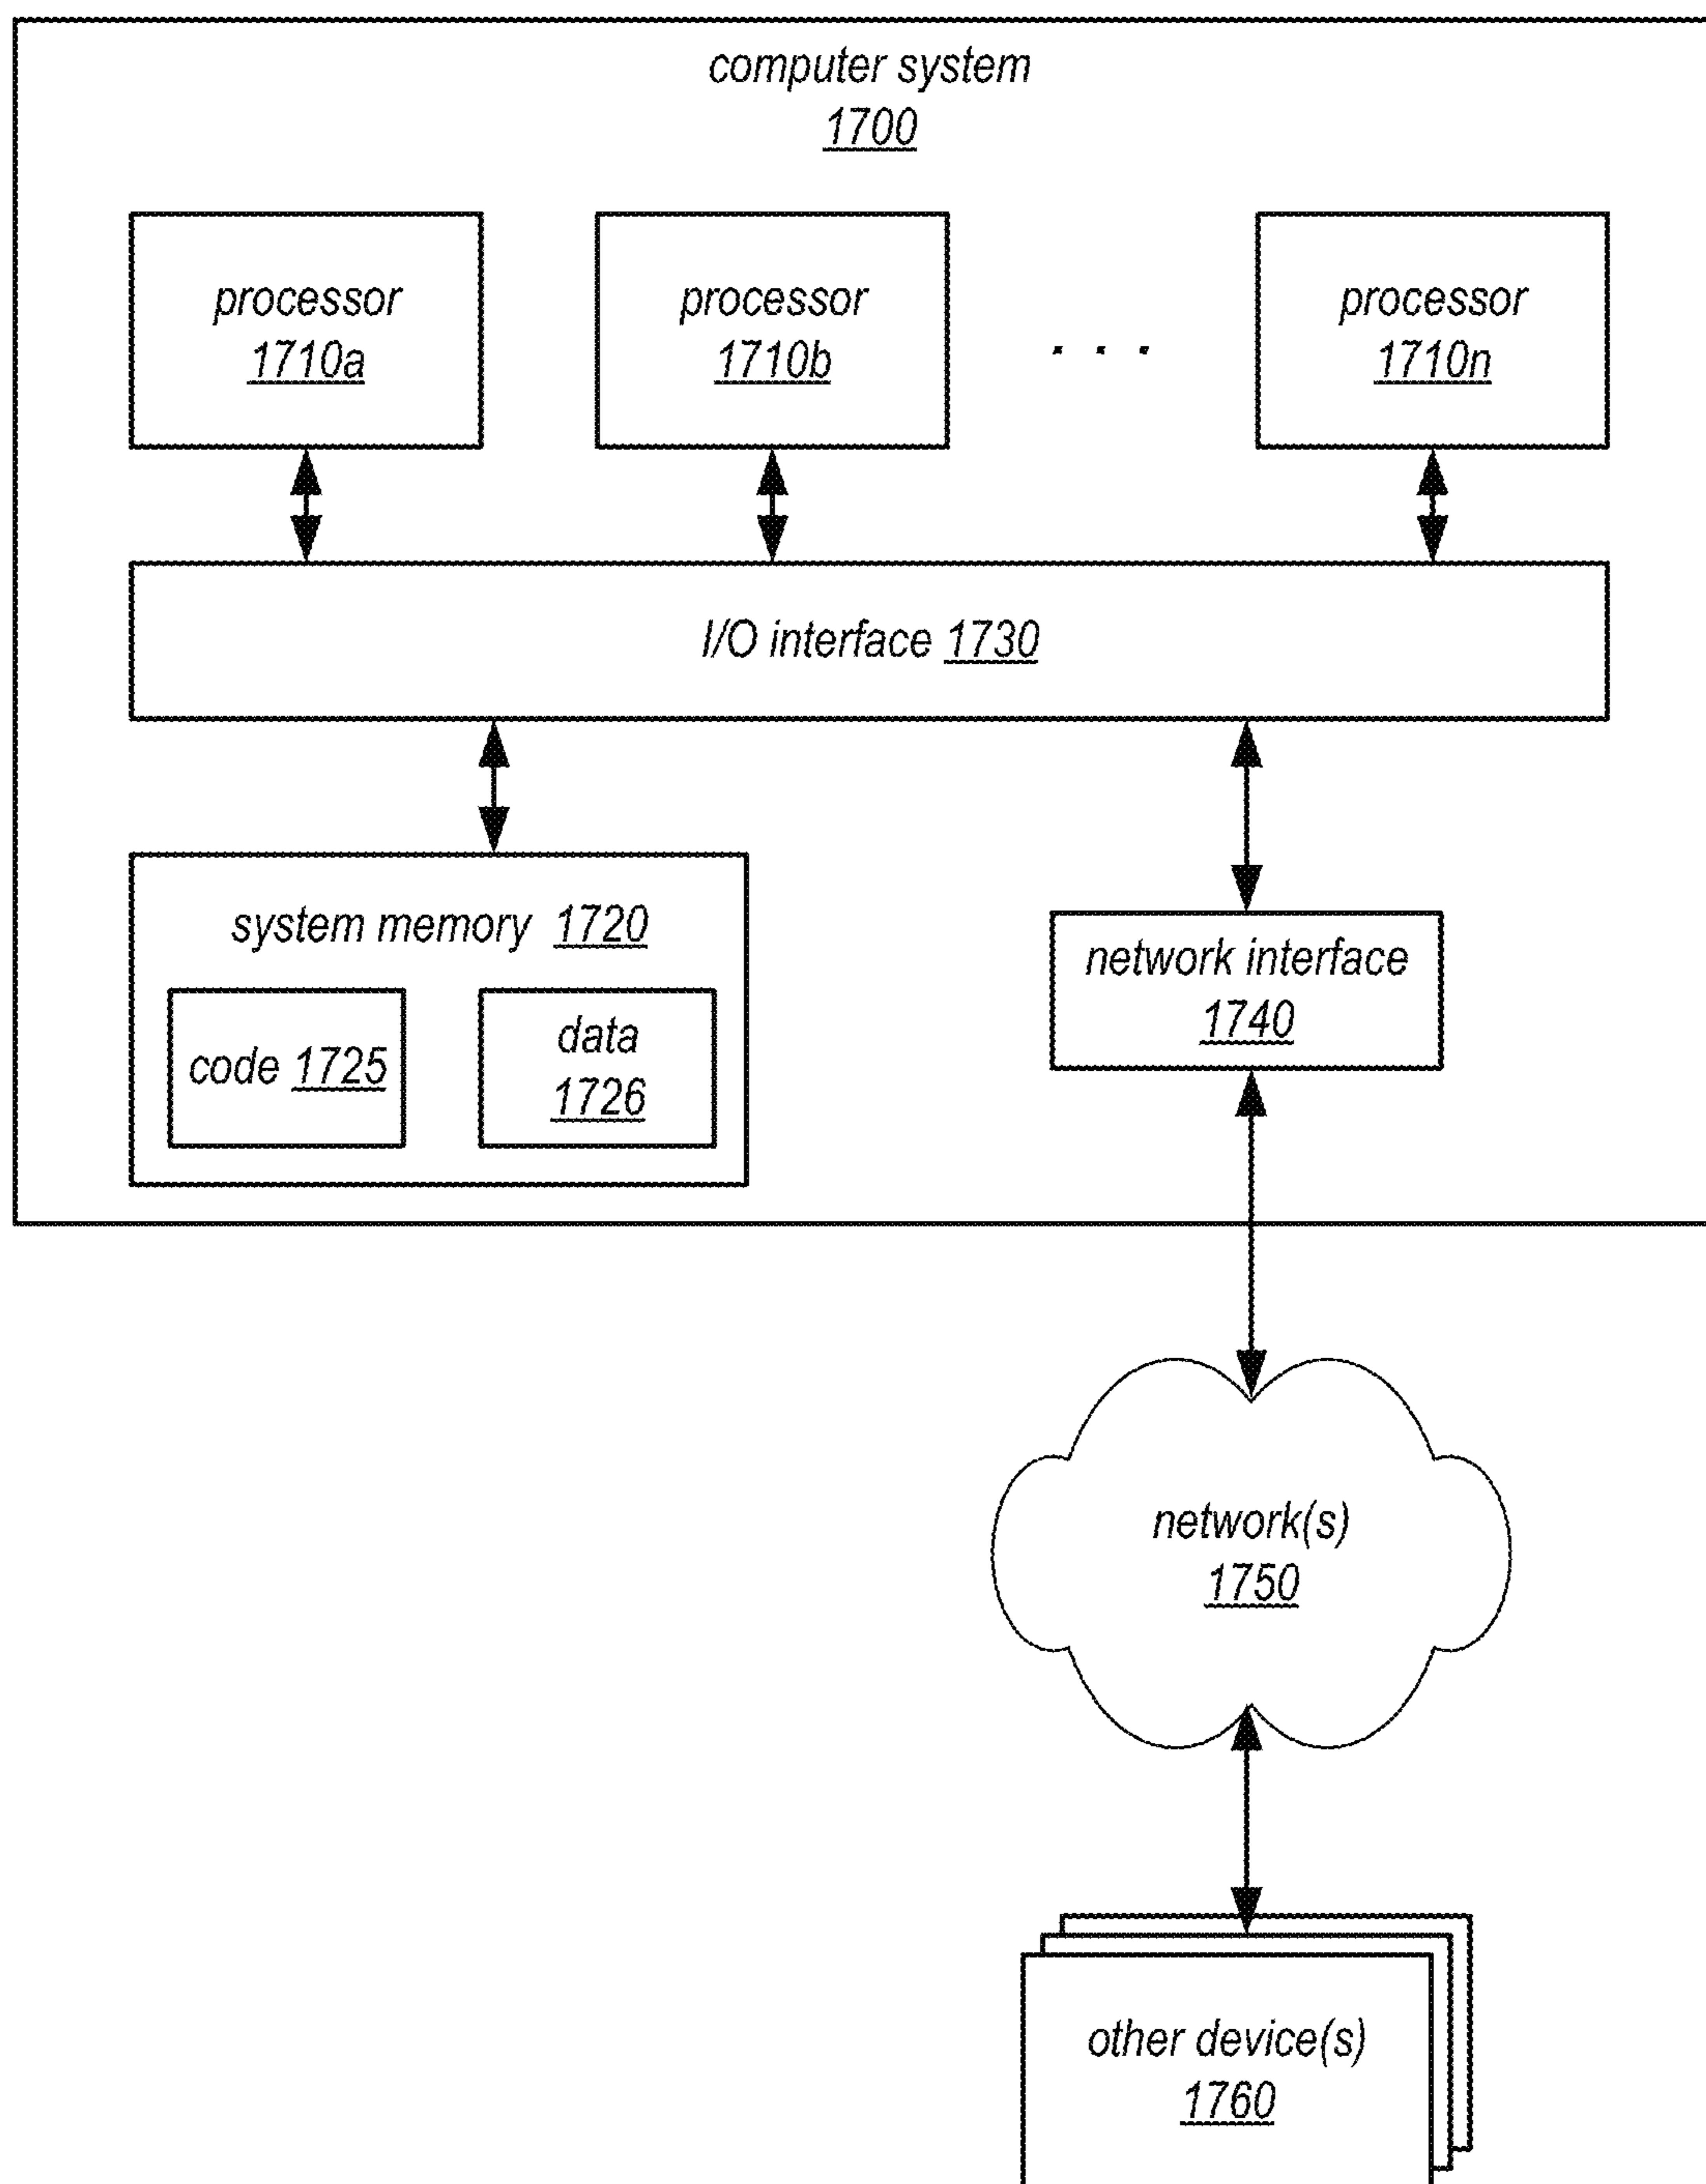 computer system
1700
processor
1710a
processor
1710b
. . .
processor
1710n
I/O interface 1730
system memory 1720
code 1725
data
1726
network interface
1740
network(s)
1750
other device(s)
1760